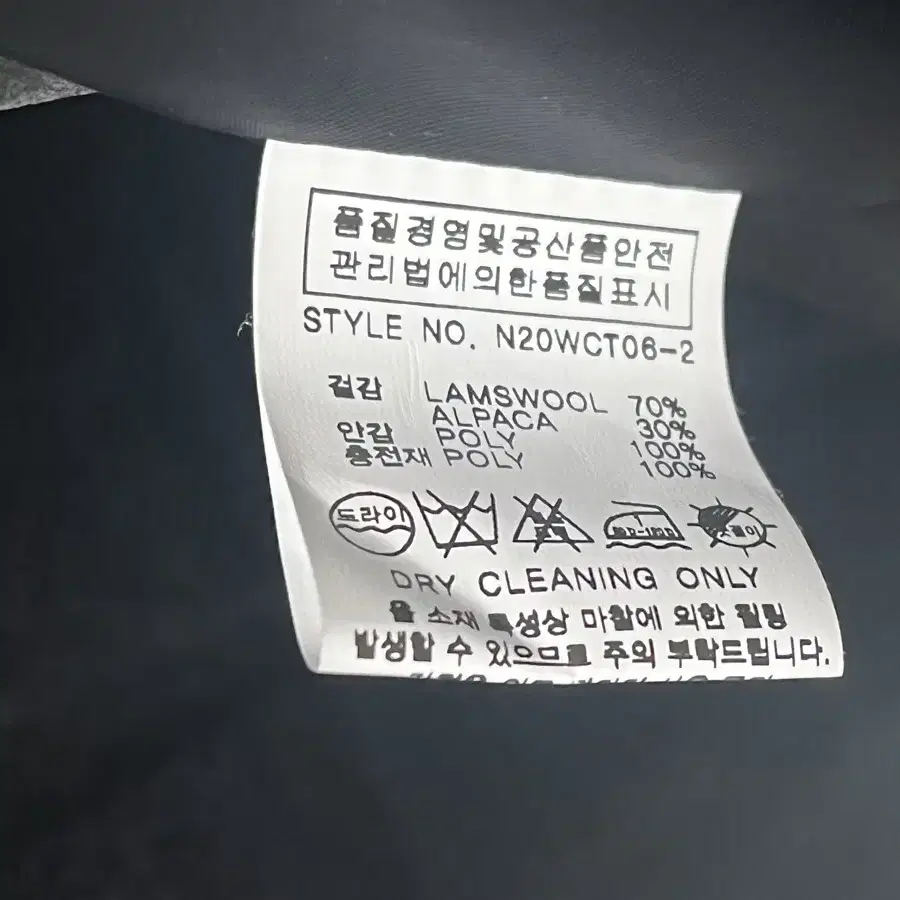 품질경영및공산품안전
관리법에의한품질표시
STYLE NO. N20WCT06-2
겉감 LAMSWOOL 70%
ALPACA 30%
안감 POLY 100%
충전재 POLY 100%
드라이
DRY CLEANING ONLY
울 소재 특성상 마찰에 의한 필링
발생할 수 있으므로 주의 부탁드립니다.